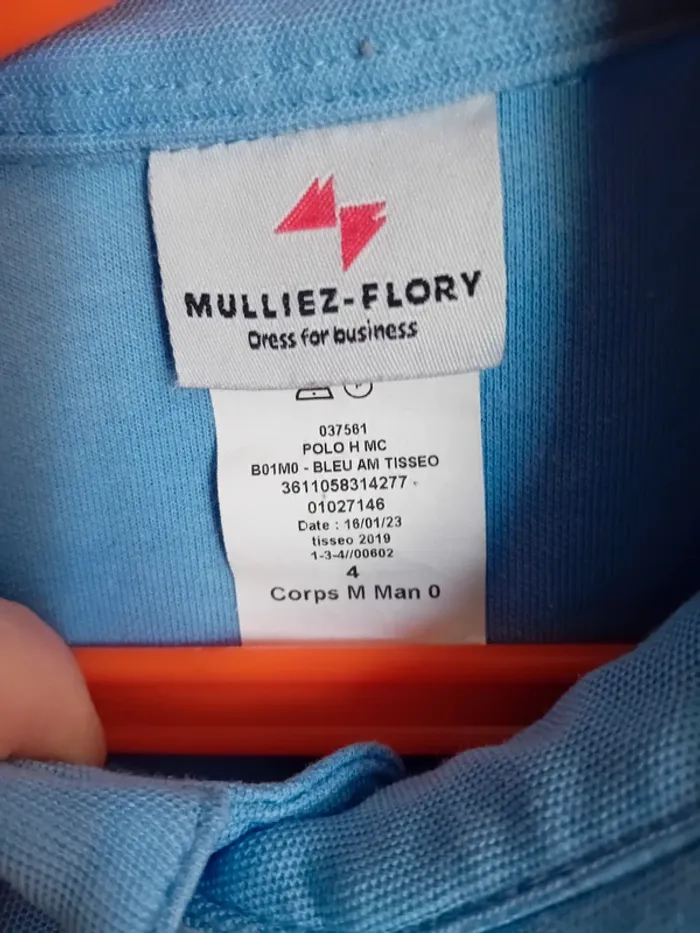 MULLIEZ-FLORY
Dress for business
037561
POLO H MC
B01M0 - BLEU AM TISSEO
3611058314277
01027146
Date : 16/01/23
tisseo 2019
1-3-4//00602
4
Corps M Man 0